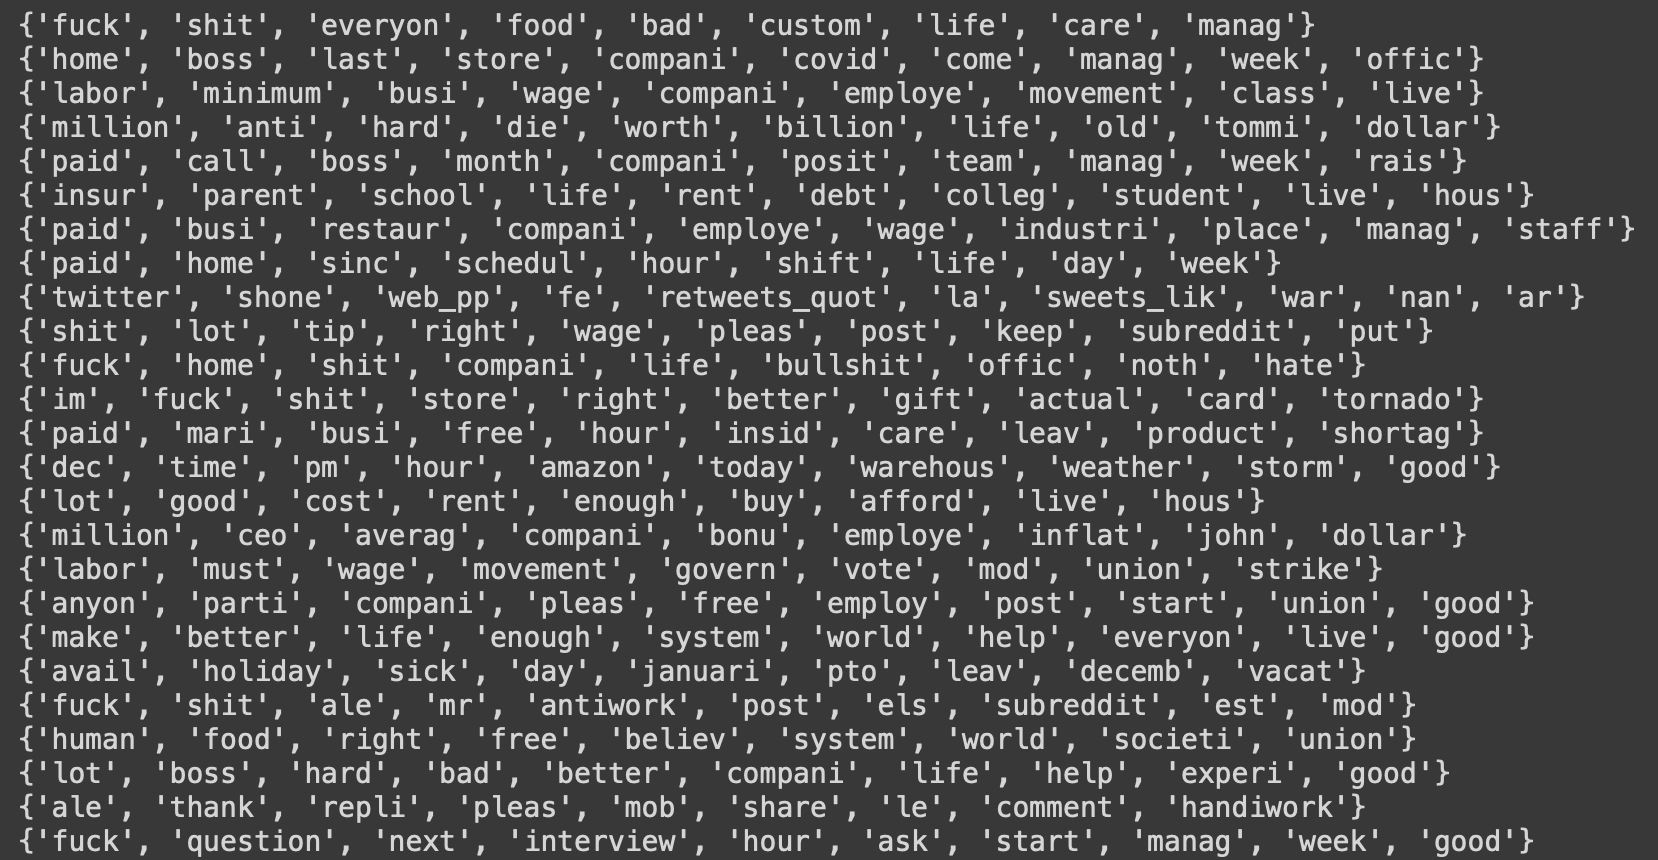 {'fuck', 'shit', 'everyon', 'food', 'bad', 'custom', 'life', 'care', 'manag'}
{'home', 'boss', 'last', 'store', 'compani', 'covid', 'come', 'manag', 'week', 'offic'}
{'labor', 'minimum', 'busi', 'wage', 'compani', 'employe', 'movement', 'class', 'live'}
{'million', 'anti', 'hard', 'die', 'worth', 'billion', 'life', 'old', 'tommi', 'dollar'}
{'paid', 'call', 'boss', 'month', 'compani', 'posit', 'team', 'manag', 'week', 'rais'}
{'insur', 'parent', 'school', 'life', 'rent', 'debt', 'colleg', 'student', 'live', 'hous'}
{'paid', 'busi', 'restaur', 'compani', 'employe', 'wage', 'industri', 'place', 'manag', 'staff'}
{'paid', 'home', 'sinc', 'schedul', 'hour', 'shift', 'life', 'day', 'week'}
{'twitter', 'shone', 'web_pp', 'fe', 'retweets_quot', 'la', 'sweets_lik', 'war', 'nan', 'ar'}
{'shit', 'lot', 'tip', 'right', 'wage', 'pleas', 'post', 'keep', 'subreddit', 'put'}
{'fuck', 'home', 'shit', 'compani', 'life', 'bullshit', 'offic', 'noth', 'hate'}
{'im', 'fuck', 'shit', 'store', 'right', 'better', 'gift', 'actual', 'card', 'tornado'}
{'paid', 'mari', 'busi', 'free', 'hour', 'insid', 'care', 'leav', 'product', 'shortag'}
{'dec', 'time', 'pm', 'hour', 'amazon', 'today', 'warehous', 'weather', 'storm', 'good'}
{'lot', 'good', 'cost', 'rent', 'enough', 'buy', 'afford', 'live', 'hous'}
{'million', 'ceo', 'averag', 'compani', 'bonu', 'employe', 'inflat', 'john', 'dollar'}
{'labor', 'must', 'wage', 'movement', 'govern', 'vote', 'mod', 'union', 'strike'}
{'anyon', 'parti', 'compani', 'pleas', 'free', 'employ', 'post', 'start', 'union', 'good'}
{'make', 'better', 'life', 'enough', 'system', 'world', 'help', 'everyon', 'live', 'good'}
{'avail', 'holiday', 'sick', 'day', 'januari', 'pto', 'leav', 'decemb', 'vacat'}
{'fuck', 'shit', 'ale', 'mr', 'antiwork', 'post', 'els', 'subreddit', 'est', 'mod'}
{'human', 'food', 'right', 'free', 'believ', 'system', 'world', 'societi', 'union'}
{'lot', 'boss', 'hard', 'bad', 'better', 'compani', 'life', 'help', 'experi', 'good'}
{'ale', 'thank', 'repli', 'pleas', 'mob', 'share', 'le', 'comment', 'handiwork'}
{'fuck', 'question', 'next', 'interview', 'hour', 'ask', 'start', 'manag', 'week', 'good'}